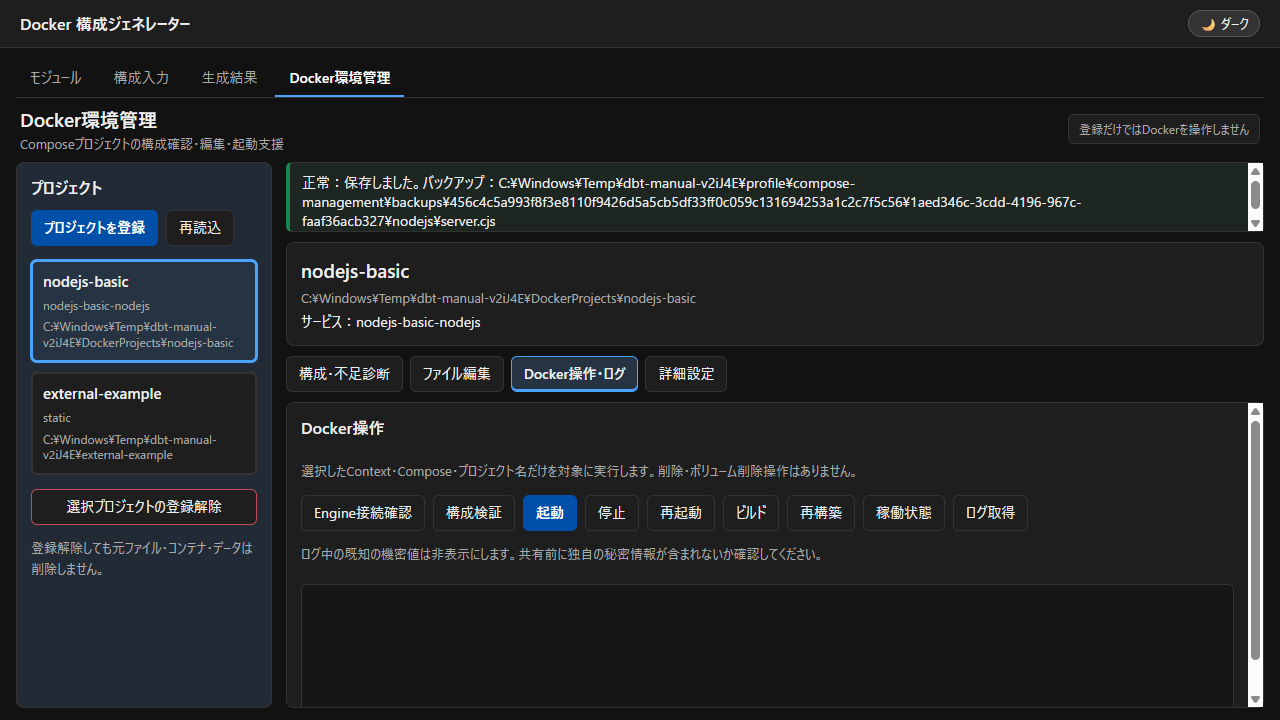 Docker 構成ジェネレーター
🌙 ダーク
モジュール
構成入力
生成結果
Docker環境管理
Docker環境管理
Composeプロジェクトの構成確認・編集・起動支援
登録だけではDockerを操作しません
プロジェクト
プロジェクトを登録
再読込
nodejs-basic
nodejs-basic-nodejs
C:¥Windows¥Temp¥dbt-manual-
v2iJ4E¥DockerProjects¥nodejs-basic
external-example
static
C:¥Windows¥Temp¥dbt-manual-
v2iJ4E¥external-example
選択プロジェクトの登録解除
登録解除しても元ファイル・コンテナ・データは
削除しません。
正常：保存しました。バックアップ：C:¥Windows¥Temp¥dbt-manual-v2iJ4E¥profile¥compose-
management¥backups¥456c4c5a993f8f3e8110f9426d5a5cb5df33ff0c059c131694253a1c2c7f5c56¥1aed346c-3cdd-4196-967c-
faaf36acb327¥nodejs¥server.cjs
nodejs-basic
C:¥Windows¥Temp¥dbt-manual-v2iJ4E¥DockerProjects¥nodejs-basic
サービス：nodejs-basic-nodejs
構成・不足診断
ファイル編集
Docker操作・ログ
詳細設定
Docker操作
選択したContext・Compose・プロジェクト名だけを対象に実行します。削除・ボリューム削除操作はありません。
Engine接続確認
構成検証
起動
停止
再起動
ビルド
再構築
稼働状態
ログ取得
ログ中の既知の機密値は非表示にします。共有前に独自の秘密情報が含まれないか確認してください。